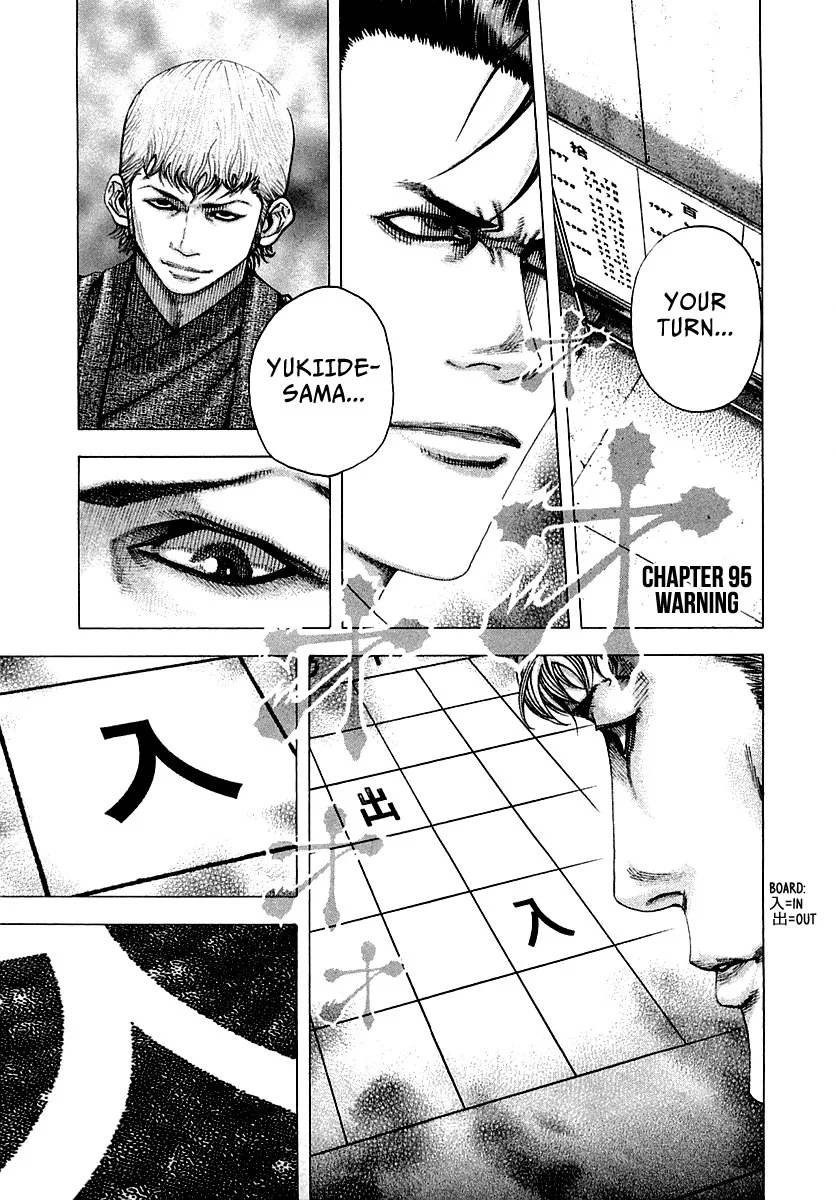 YOUR
TURN...
YUKIIDE-
SAMA...
CHAPTER 95
WARNING
出
入
入
BOARD:
入=IN
出=OUT